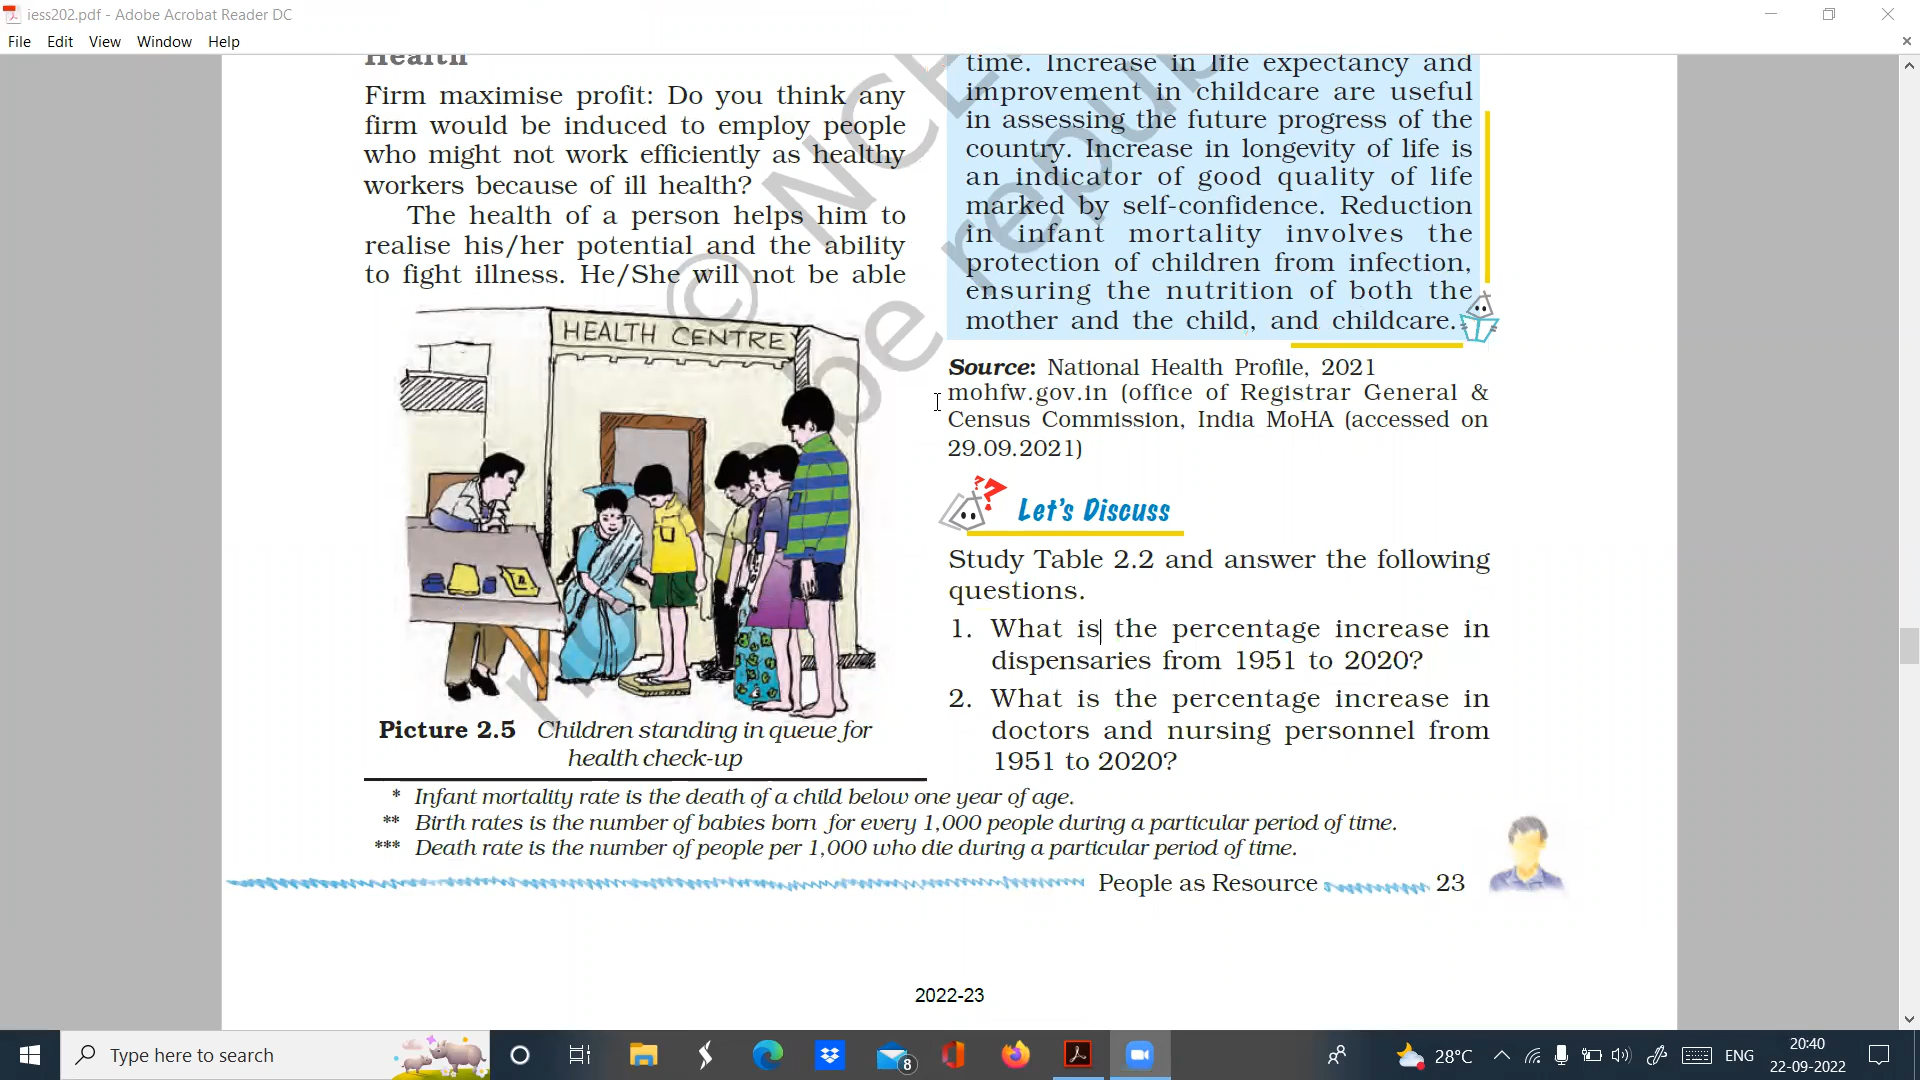 iess202.pdf - Adobe Acrobat Reader DC
File Edit View Window Help
Health
Firm maximise profit: Do you think any
firm would be induced to employ people
who might not work efficiently as healthy
workers because of ill health?
The health of a person helps him to
realise his/her potential and the ability
to fight illness. He/She will not be able
HEALTH CENTRE
Picture 2.5 Children standing in queue for
health check-up
time. Increase in life expectancy and
improvement in childcare are useful
in assessing the future progress of the
country. Increase in longevity of life is
an indicator of good quality of life
marked by self-confidence. Reduction
in infant mortality involves the
protection of children from infection,
ensuring the nutrition of both the
mother and the child, and childcare.
Source: National Health Profile, 2021
mohfw.gov.in (office of Registrar General &
Census Commission, India MoHA (accessed on
29.09.2021)
??
Let's Discuss
Study Table 2.2 and answer the following
questions.
1. What is the percentage increase in
dispensaries from 1951 to 2020?
2. What is the percentage increase in
doctors and nursing personnel from
1951 to 2020?
* Infant mortality rate is the death of a child below one year of age.
** Birth rates is the number of babies born for every 1,000 people during a particular period of time.
*** Death rate is the number of people per 1,000 who die during a particular period of time.
People as Resource 23
2022-23
© NCE
not be repub
Type here to search
8
28°C
ENG
20:40
22-09-2022